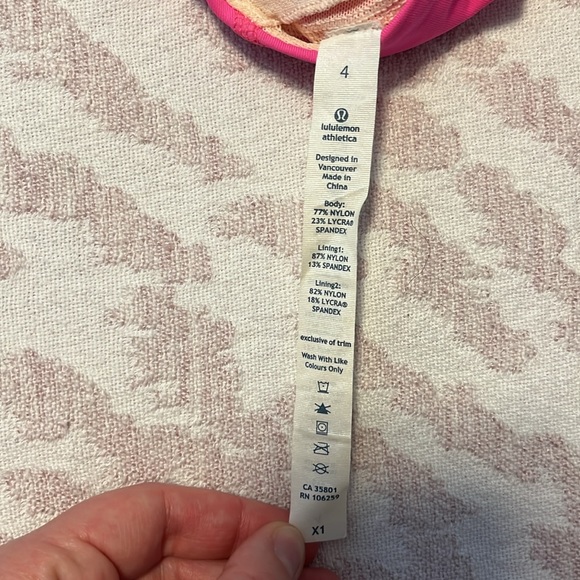 4
lululemon
athletica
Designed in
Vancouver
Made in
China
Body:
77% NYLON
23% LYCRA®
SPANDEX
Lining1:
87% NYLON
13% SPANDEX
Lining2:
82% NYLON
18% LYCRA®
SPANDEX
exclusive of trim
Wash With Like
Colours Only
CA 35801
RN 106259
X1